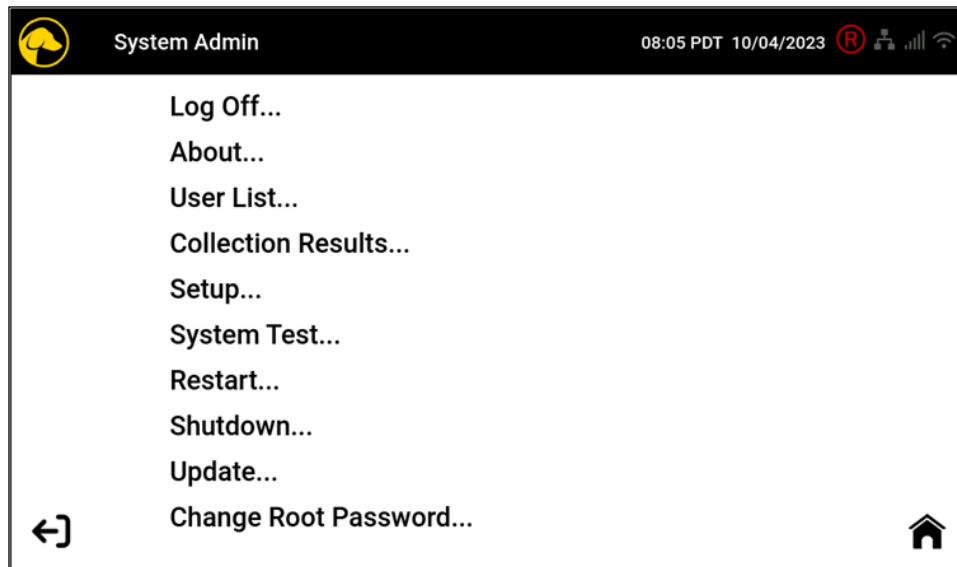 System Admin
08:05 PDT 10/04/2023 R
Log Off...
About...
User List...
Collection Results...
Setup...
System Test...
Restart...
Shutdown...
Update...
Change Root Password...